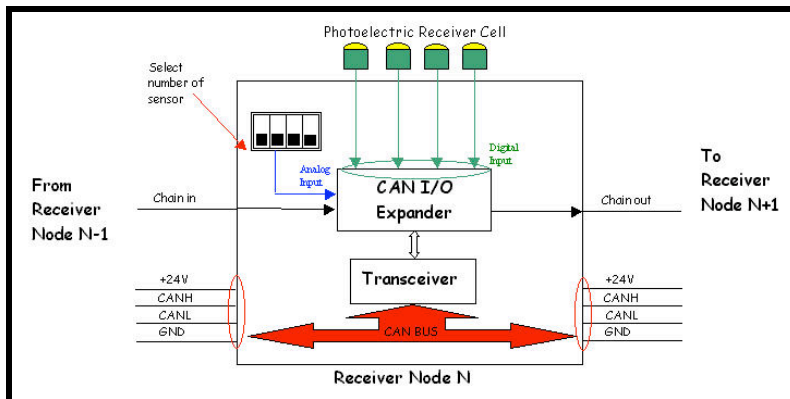 Photoelectric Receiver Cell
Select
number of
sensor
Analog
Input
Digital
Input
CAN I/O
Expander
From
Receiver
Node N-1
Chain in
Chain out
To
Receiver
Node N+1
Transceiver
+24V
CANH
CANL
GND
+24V
CANH
CANL
GND
CAN BUS
Receiver Node N